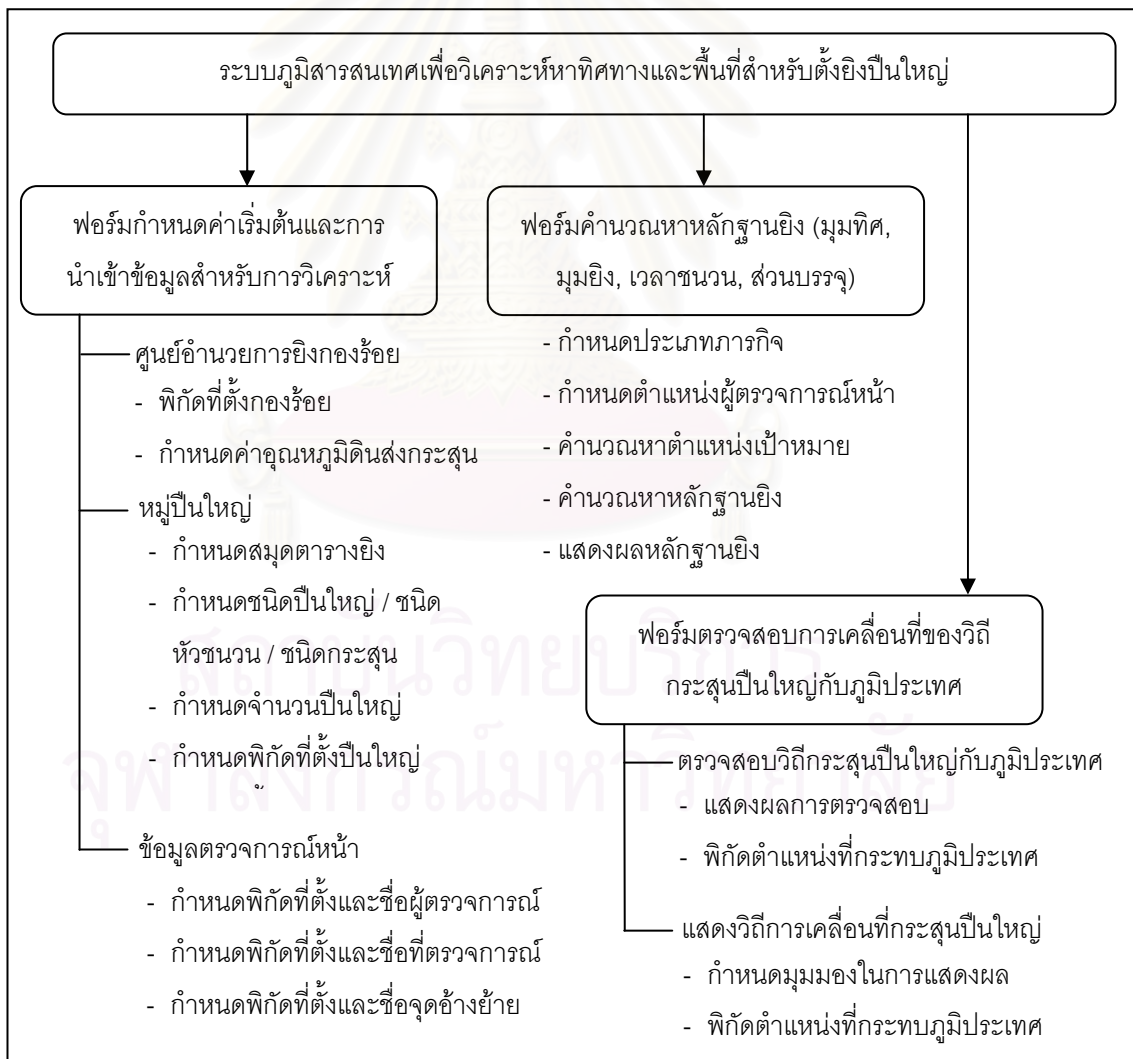 ระบบภูมิสารสนเทศเพื่อวิเคราะห์หาทิศทางและพื้นที่สำหรับตั้งยิงปืนใหญ่
ฟอร์มกำหนดค่าเริ่มต้นและการ
นำเข้าข้อมูลสำหรับการวิเคราะห์
ศูนย์อำนวยการยิงกองร้อย
- พิกัดที่ตั้งกองร้อย
- กำหนดค่าอุณหภูมิดินส่งกระสุน
หมู่ปืนใหญ่
- กำหนดสมุดตารางยิง
- กำหนดชนิดปืนใหญ่ / ชนิด
หัวชนวน / ชนิดกระสุน
- กำหนดจำนวนปืนใหญ่
- กำหนดพิกัดที่ตั้งปืนใหญ่
ข้อมูลตรวจการณ์หน้า
- กำหนดพิกัดที่ตั้งและชื่อผู้ตรวจการณ์
- กำหนดพิกัดที่ตั้งและชื่อที่ตรวจการณ์
- กำหนดพิกัดที่ตั้งและชื่อจุดอ้างย้าย
ฟอร์มคำนวณหาหลักฐานยิง (มุมทิศ,
มุมยิง, เวลาชนวน, ส่วนบรรจุ)
- กำหนดประเภทภารกิจ
- กำหนดตำแหน่งผู้ตรวจการณ์หน้า
- คำนวณหาตำแหน่งเป้าหมาย
- คำนวณหาหลักฐานยิง
- แสดงผลหลักฐานยิง
ฟอร์มตรวจสอบการเคลื่อนที่ของวิถี
กระสุนปืนใหญ่กับภูมิประเทศ
ตรวจสอบวิถีกระสุนปืนใหญ่กับภูมิประเทศ
- แสดงผลการตรวจสอบ
- พิกัดตำแหน่งที่กระทบภูมิประเทศ
แสดงวิถีการเคลื่อนที่กระสุนปืนใหญ่
- กำหนดมุมมองในการแสดงผล
- พิกัดตำแหน่งที่กระทบภูมิประเทศ
สถาบันวิทยบริการ
จุฬาลงกรณ์มหาวิทยาลัย